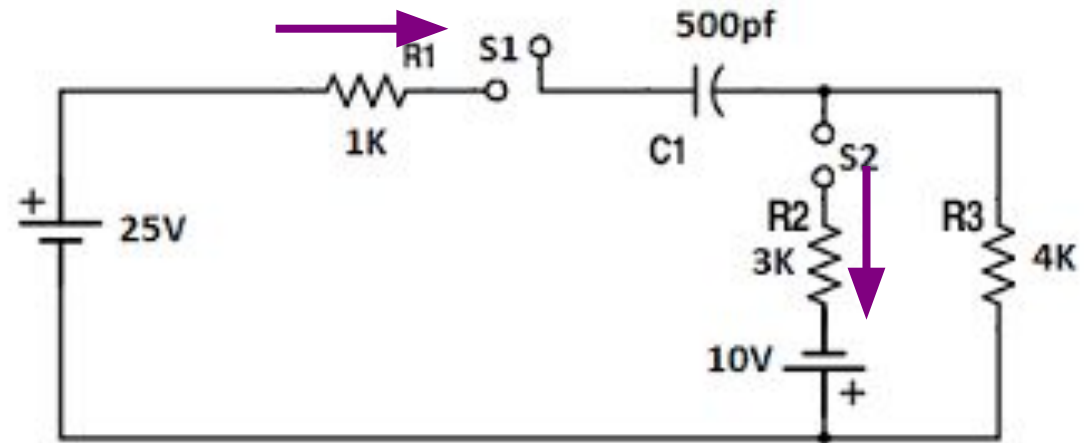 500pf
S1
R1
1K
C1
S2
+
25V
R2
R3
3K
4K
10V
+